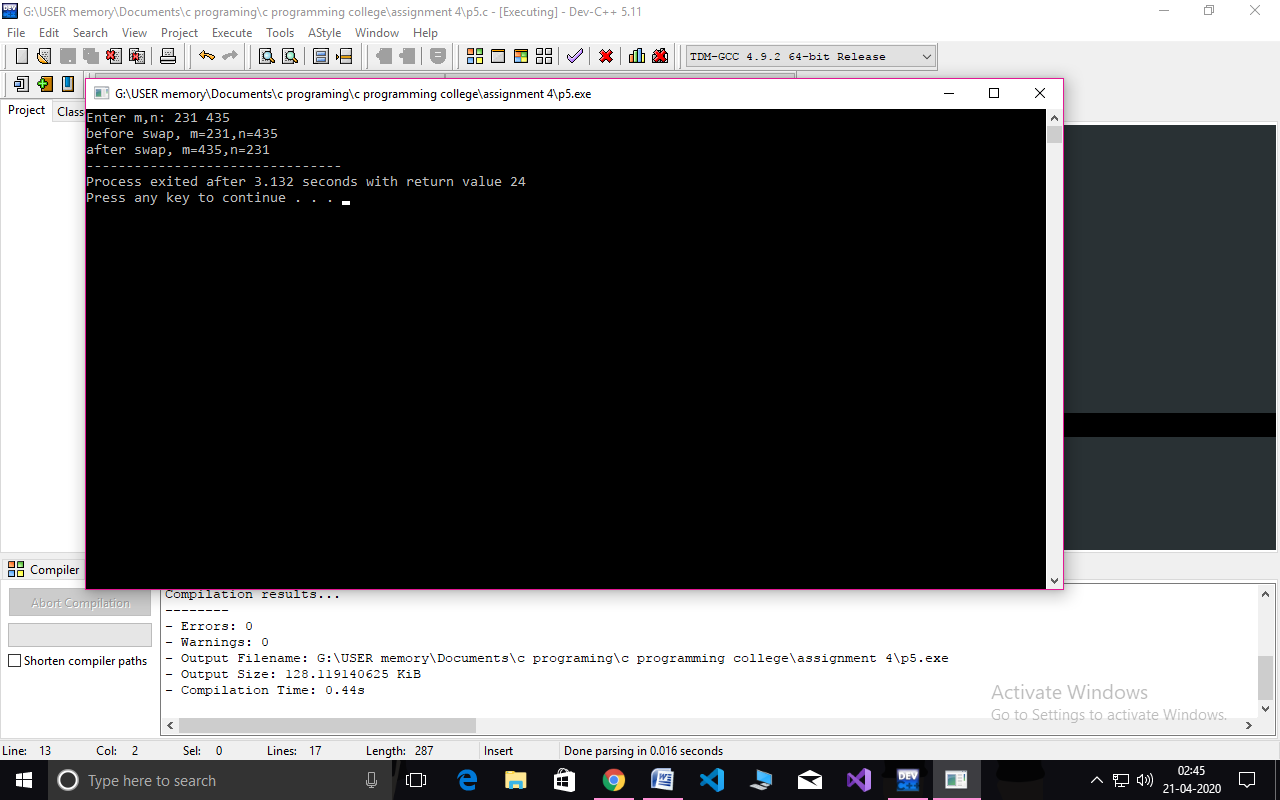 G:\USER memory\Documents\c programing\c programming college\assignment 4\p5.c - [Executing] - Dev-C++ 5.11
File Edit Search View Project Execute Tools AStyle Window Help
TDM-GCC 4.9.2 64-bit Release
G:\USER memory\Documents\c programing\c programming college\assignment 4\p5.exe
Project Class
Enter m,n: 231 435
before swap, m=231,n=435
after swap, m=435,n=231
--------------------------------
Process exited after 3.132 seconds with return value 24
Press any key to continue . . .
Compiler
Abort Compilation
Shorten compiler paths
Compilation results...
--------
- Errors: 0
- Warnings: 0
- Output Filename: G:\USER memory\Documents\c programing\c programming college\assignment 4\p5.exe
- Output Size: 128.119140625 KiB
- Compilation Time: 0.44s
Activate Windows
Go to Settings to activate Windows.
Line: 13 Col: 2 Sel: 0 Lines: 17 Length: 287 Insert Done parsing in 0.016 seconds
Type here to search
DEV
02:45
21-04-2020